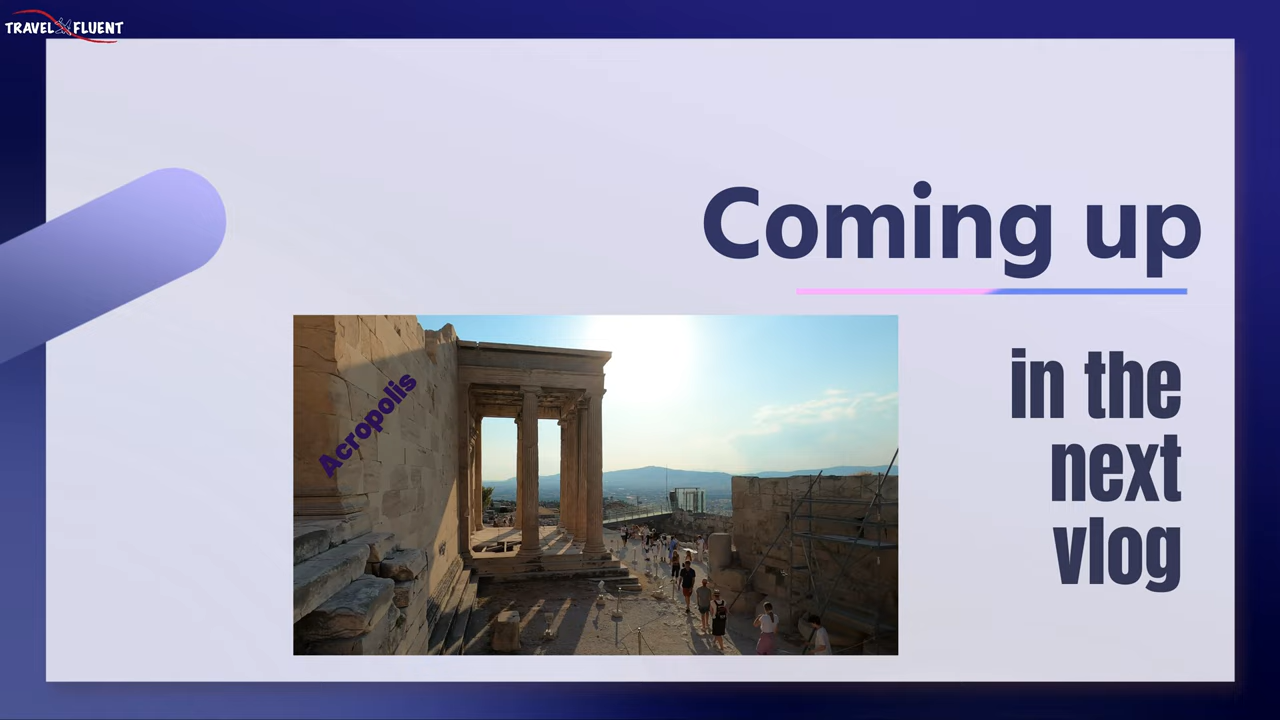 TRAVEL FLUENT
Coming up
in the
next
vlog
Acropolis